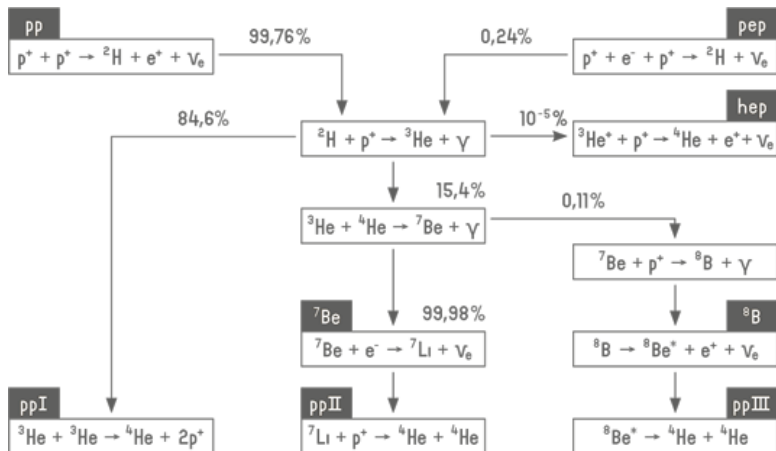 pp
pep
p⁺ + p⁺ → ²H + e⁺ + νₑ
99,76%
0,24%
p⁺ + e⁻ + p⁺ → ²H + νₑ
hep
84,6%
²H + p⁺ → ³He + γ
10⁻⁵%
³He⁺ + p⁺ → ⁴He + e⁺ + νₑ
15,4%
0,11%
³He + ⁴He → ⁷Be + γ
⁷Be + p⁺ → ⁸B + γ
⁷Be
99,98%
⁸B
⁷Be + e⁻ → ⁷Li + νₑ
⁸B → ⁸Be* + e⁺ + νₑ
ppI
ppII
ppIII
³He + ³He → ⁴He + 2p⁺
⁷Li + p⁺ → ⁴He + ⁴He
⁸Be* → ⁴He + ⁴He